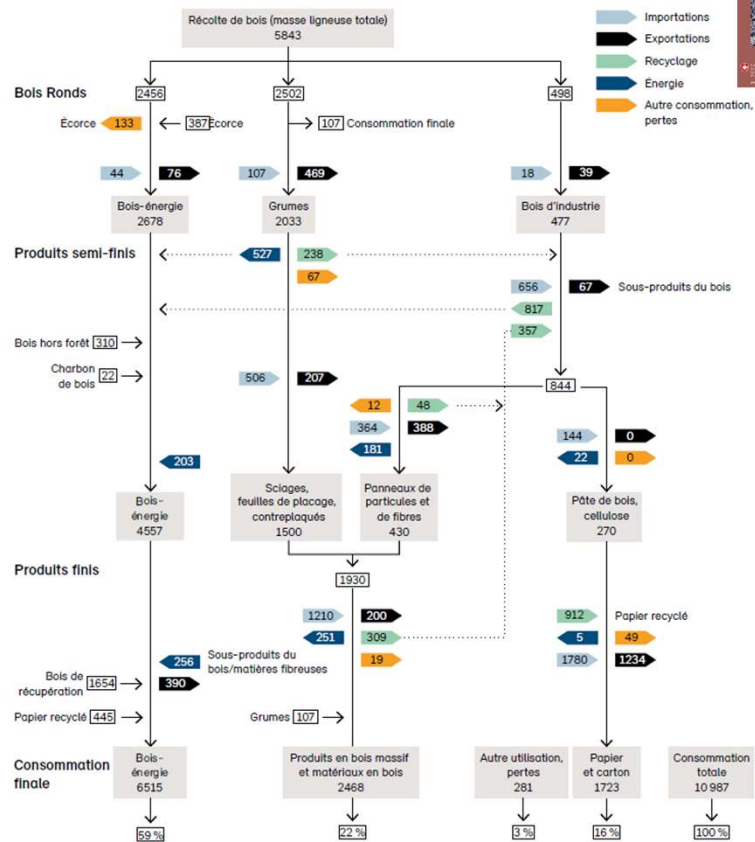 Récolte de bois (masse ligneuse totale)
5843
Importations
Exportations
Recyclage
Énergie
Autre consommation,
pertes
Bois Ronds
2456
2502
498
Écorce
133
387
Écorce
107
Consommation finale
44
76
107
469
18
39
Bois-énergie
2678
Grumes
2033
Bois d'industrie
477
Produits semi-finis
527
238
67
656
67
Sous-produits du bois
817
357
Bois hors forêt
310
Charbon
de bois
22
506
207
844
12
48
364
388
181
144
0
22
0
203
Bois-
énergie
4557
Sciages,
feuilles de placage,
contreplaqués
1500
Panneaux de
particules et
de fibres
430
Pâte de bois,
cellulose
270
Produits finis
1930
1210
200
251
309
19
912
Papier recyclé
5
49
1780
1234
256
Sous-produits du
bois/matières fibreuses
390
Bois de
récupération
1654
Papier recyclé
445
Grumes
107
Consommation
finale
Bois-
énergie
6515
Produits en bois massif
et matériaux en bois
2468
Autre utilisation,
pertes
281
Papier
et carton
1723
Consommation
totale
10 987
59 %
22 %
3 %
16 %
100 %